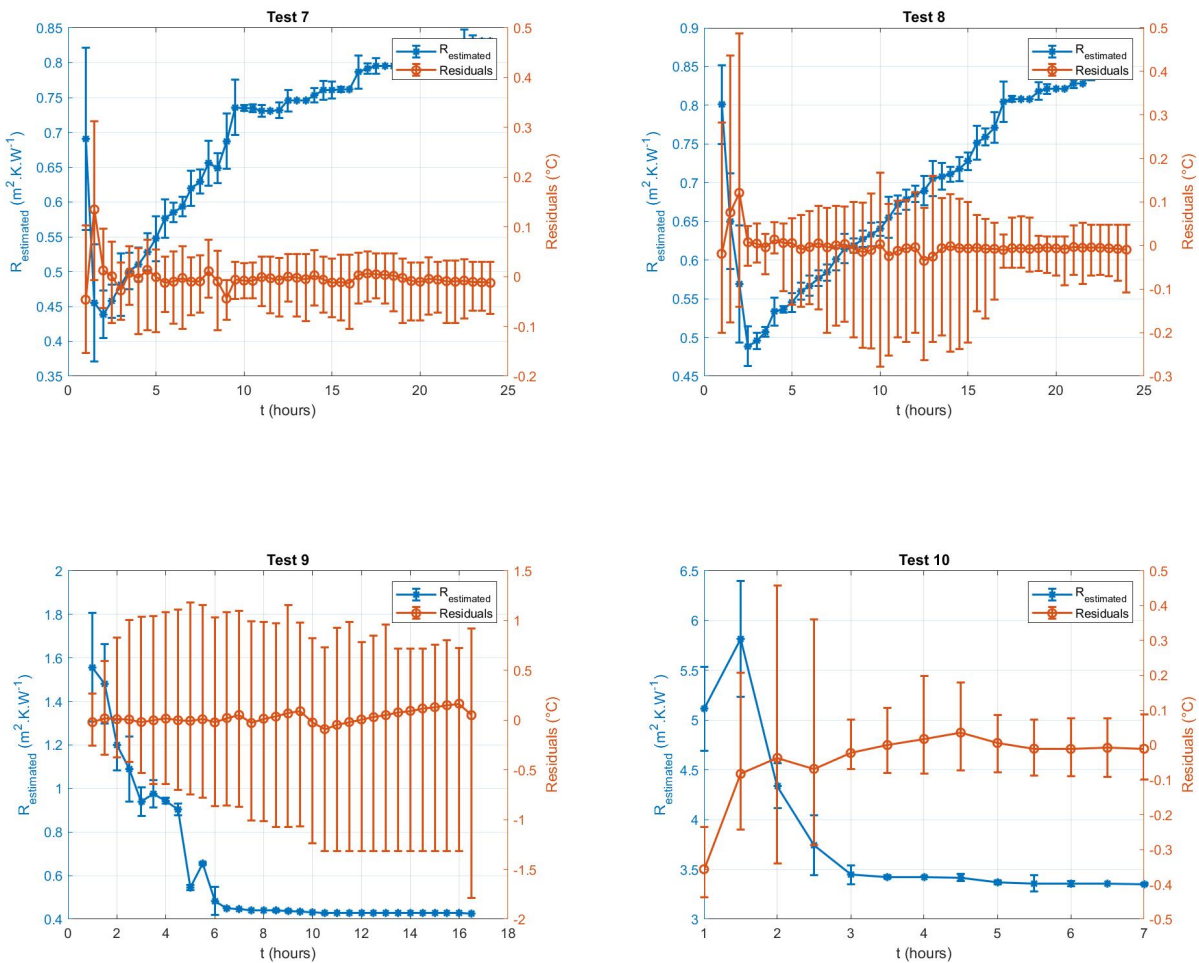 Test 7
R_estimated (m^2.K.W^-1)
0.85
0.8
0.75
0.7
0.65
0.6
0.55
0.5
0.45
0.4
0.35
R_estimated
Residuals
0.5
0.4
0.3
0.2
0.1
0
-0.1
-0.2
Residuals (°C)
0 5 10 15 20 25
t (hours)
Test 8
R_estimated (m^2.K.W^-1)
0.9
0.85
0.8
0.75
0.7
0.65
0.6
0.55
0.5
0.45
R_estimated
Residuals
0.5
0.4
0.3
0.2
0.1
0
-0.1
-0.2
-0.3
Residuals (°C)
0 5 10 15 20 25
t (hours)
Test 9
R_estimated (m^2.K.W^-1)
2
1.8
1.6
1.4
1.2
1
0.8
0.6
0.4
R_estimated
Residuals
1.5
1
0.5
0
-0.5
-1
-1.5
-2
Residuals (°C)
0 2 4 6 8 10 12 14 16 18
t (hours)
Test 10
R_estimated (m^2.K.W^-1)
6.5
6
5.5
5
4.5
4
3.5
3
R_estimated
Residuals
0.5
0.4
0.3
0.2
0.1
0
-0.1
-0.2
-0.3
-0.4
-0.5
Residuals (°C)
1 2 3 4 5 6 7
t (hours)